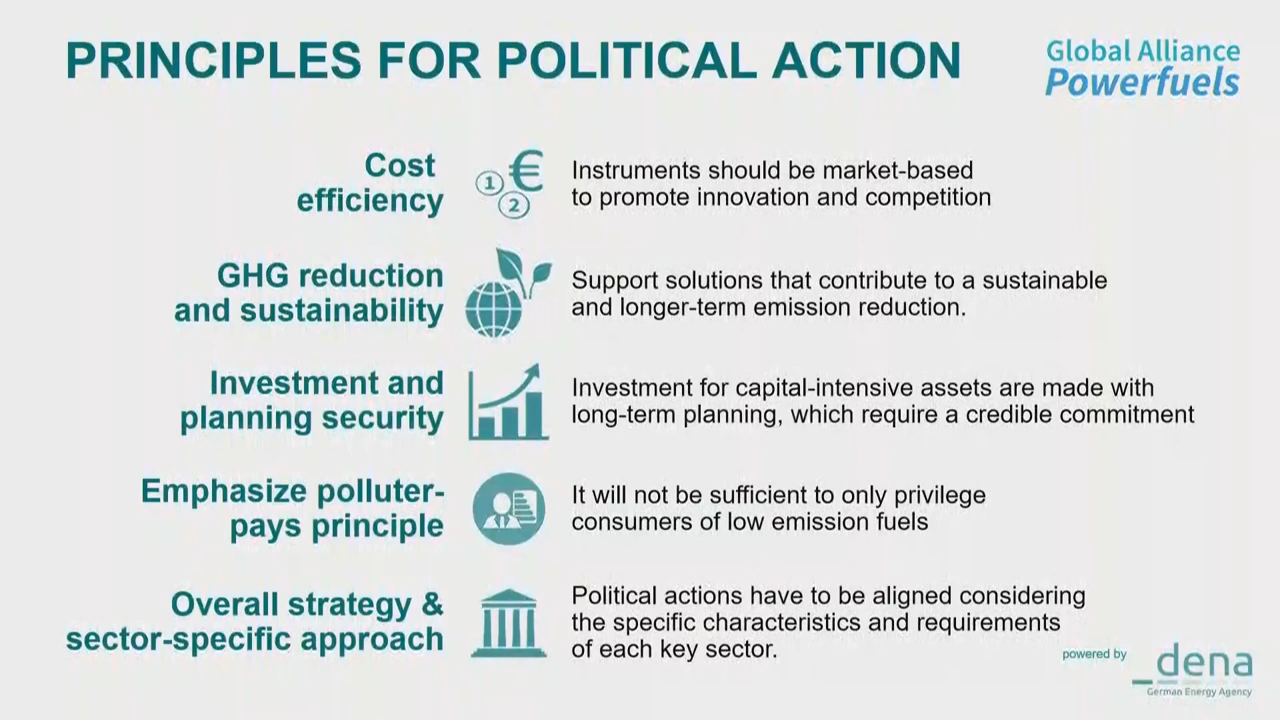 PRINCIPLES FOR POLITICAL ACTION
Global Alliance
Powerfuels
Cost
efficiency
€
1
2
Instruments should be market-based
to promote innovation and competition
GHG reduction
and sustainability
Support solutions that contribute to a sustainable
and longer-term emission reduction.
Investment and
planning security
Investment for capital-intensive assets are made with
long-term planning, which require a credible commitment
Emphasize polluter-
pays principle
It will not be sufficient to only privilege
consumers of low emission fuels
Overall strategy &
sector-specific approach
Political actions have to be aligned considering
the specific characteristics and requirements
of each key sector.
powered by
dena
German Energy Agency